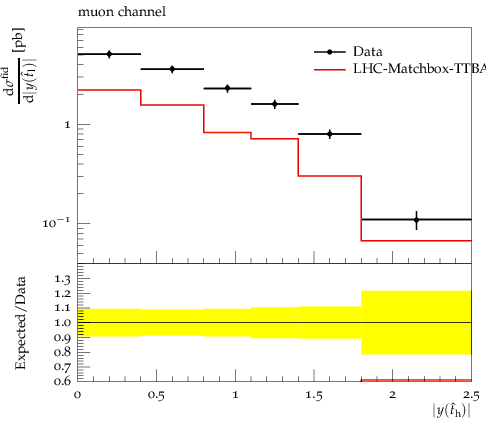 muon channel
dσ^fid / d|y(t̂_l)| [pb]
Data
LHC-Matchbox-TTBA
1
10^−1
Expected/Data
1.3
1.2
1.1
1.0
0.9
0.8
0.7
0.6
0 0.5 1 1.5 2 2.5
|y(t̂_h)|